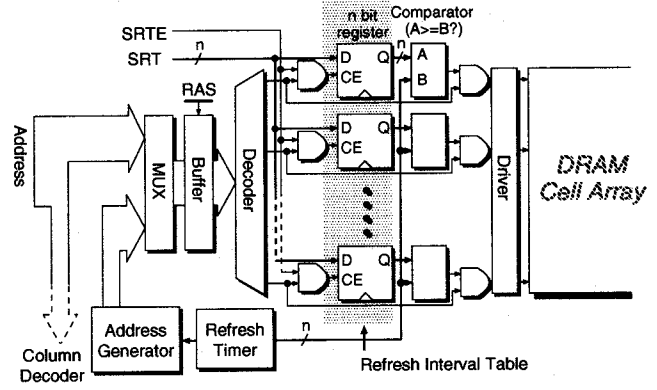 n bit
register
Comparator
(A>=B?)
SRTE
SRT
n
n
D
Q
CE
A
B
RAS
Address
MUX
Buffer
Decoder
D
Q
CE
Driver
DRAM
Cell Array
D
Q
CE
Column
Decoder
Address
Generator
Refresh
Timer
n
Refresh Interval Table